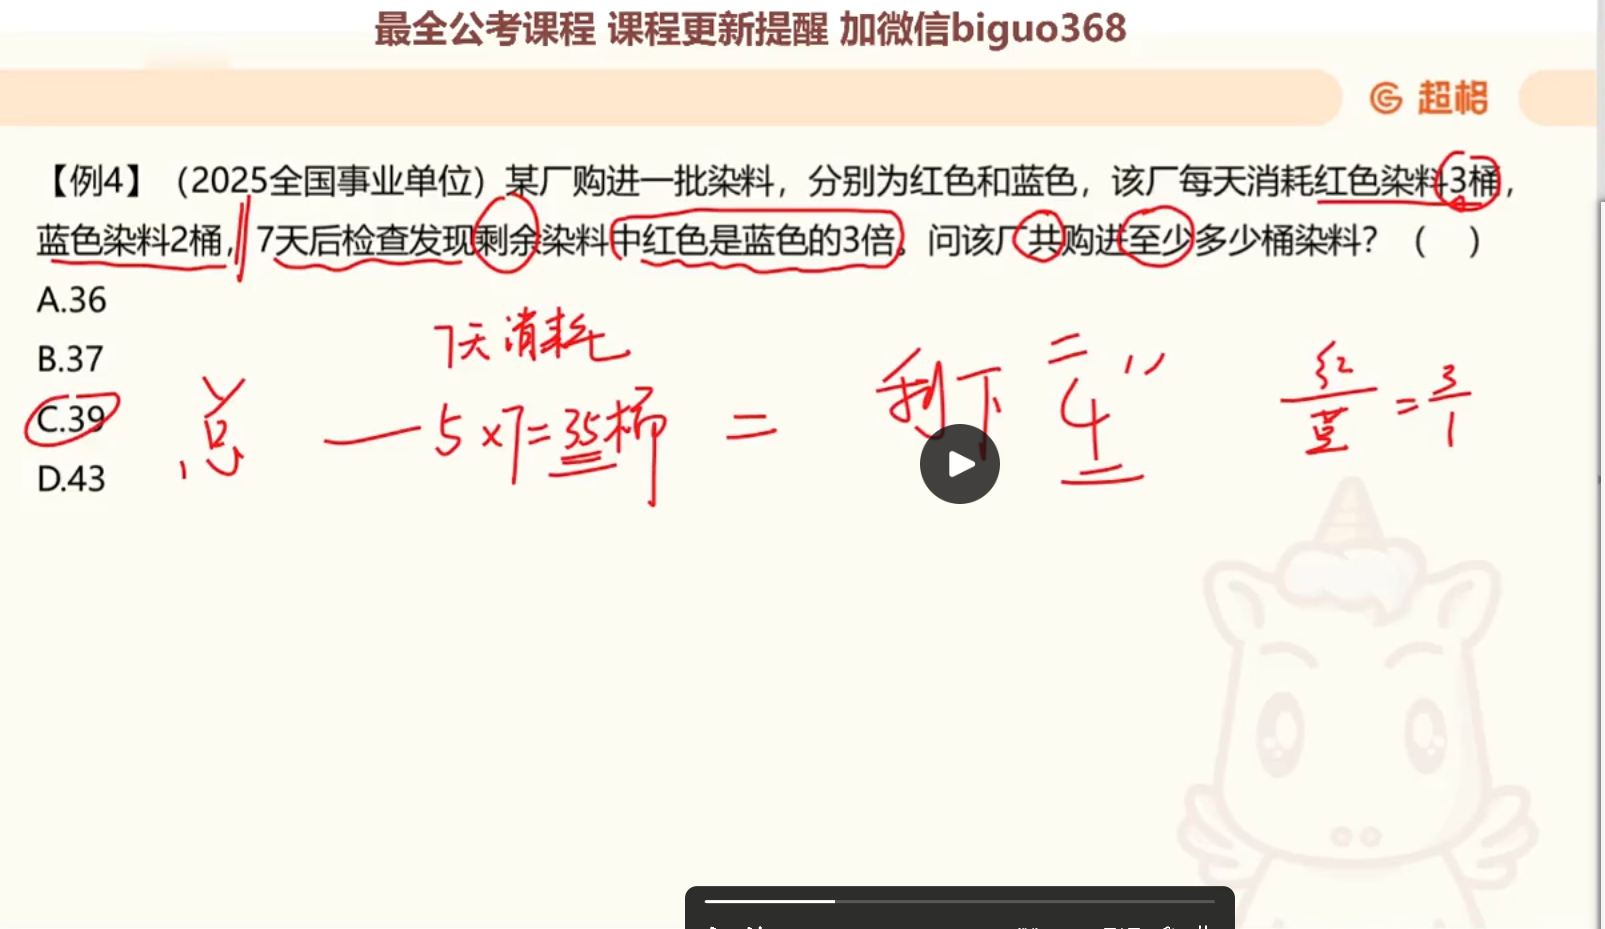 最全公考课程 课程更新提醒 加微信biguo368
超格
【例4】（2025全国事业单位）某厂购进一批染料，分别为红色和蓝色，该厂每天消耗红色染料3桶，
蓝色染料2桶，7天后检查发现剩余染料中红色是蓝色的3倍。问该厂共购进至少多少桶染料？（ ）
A.36
B.37
C.39
D.43
7天消耗
总 — 5×7=35桶 = 剩下 4
红/蓝 = 3/1